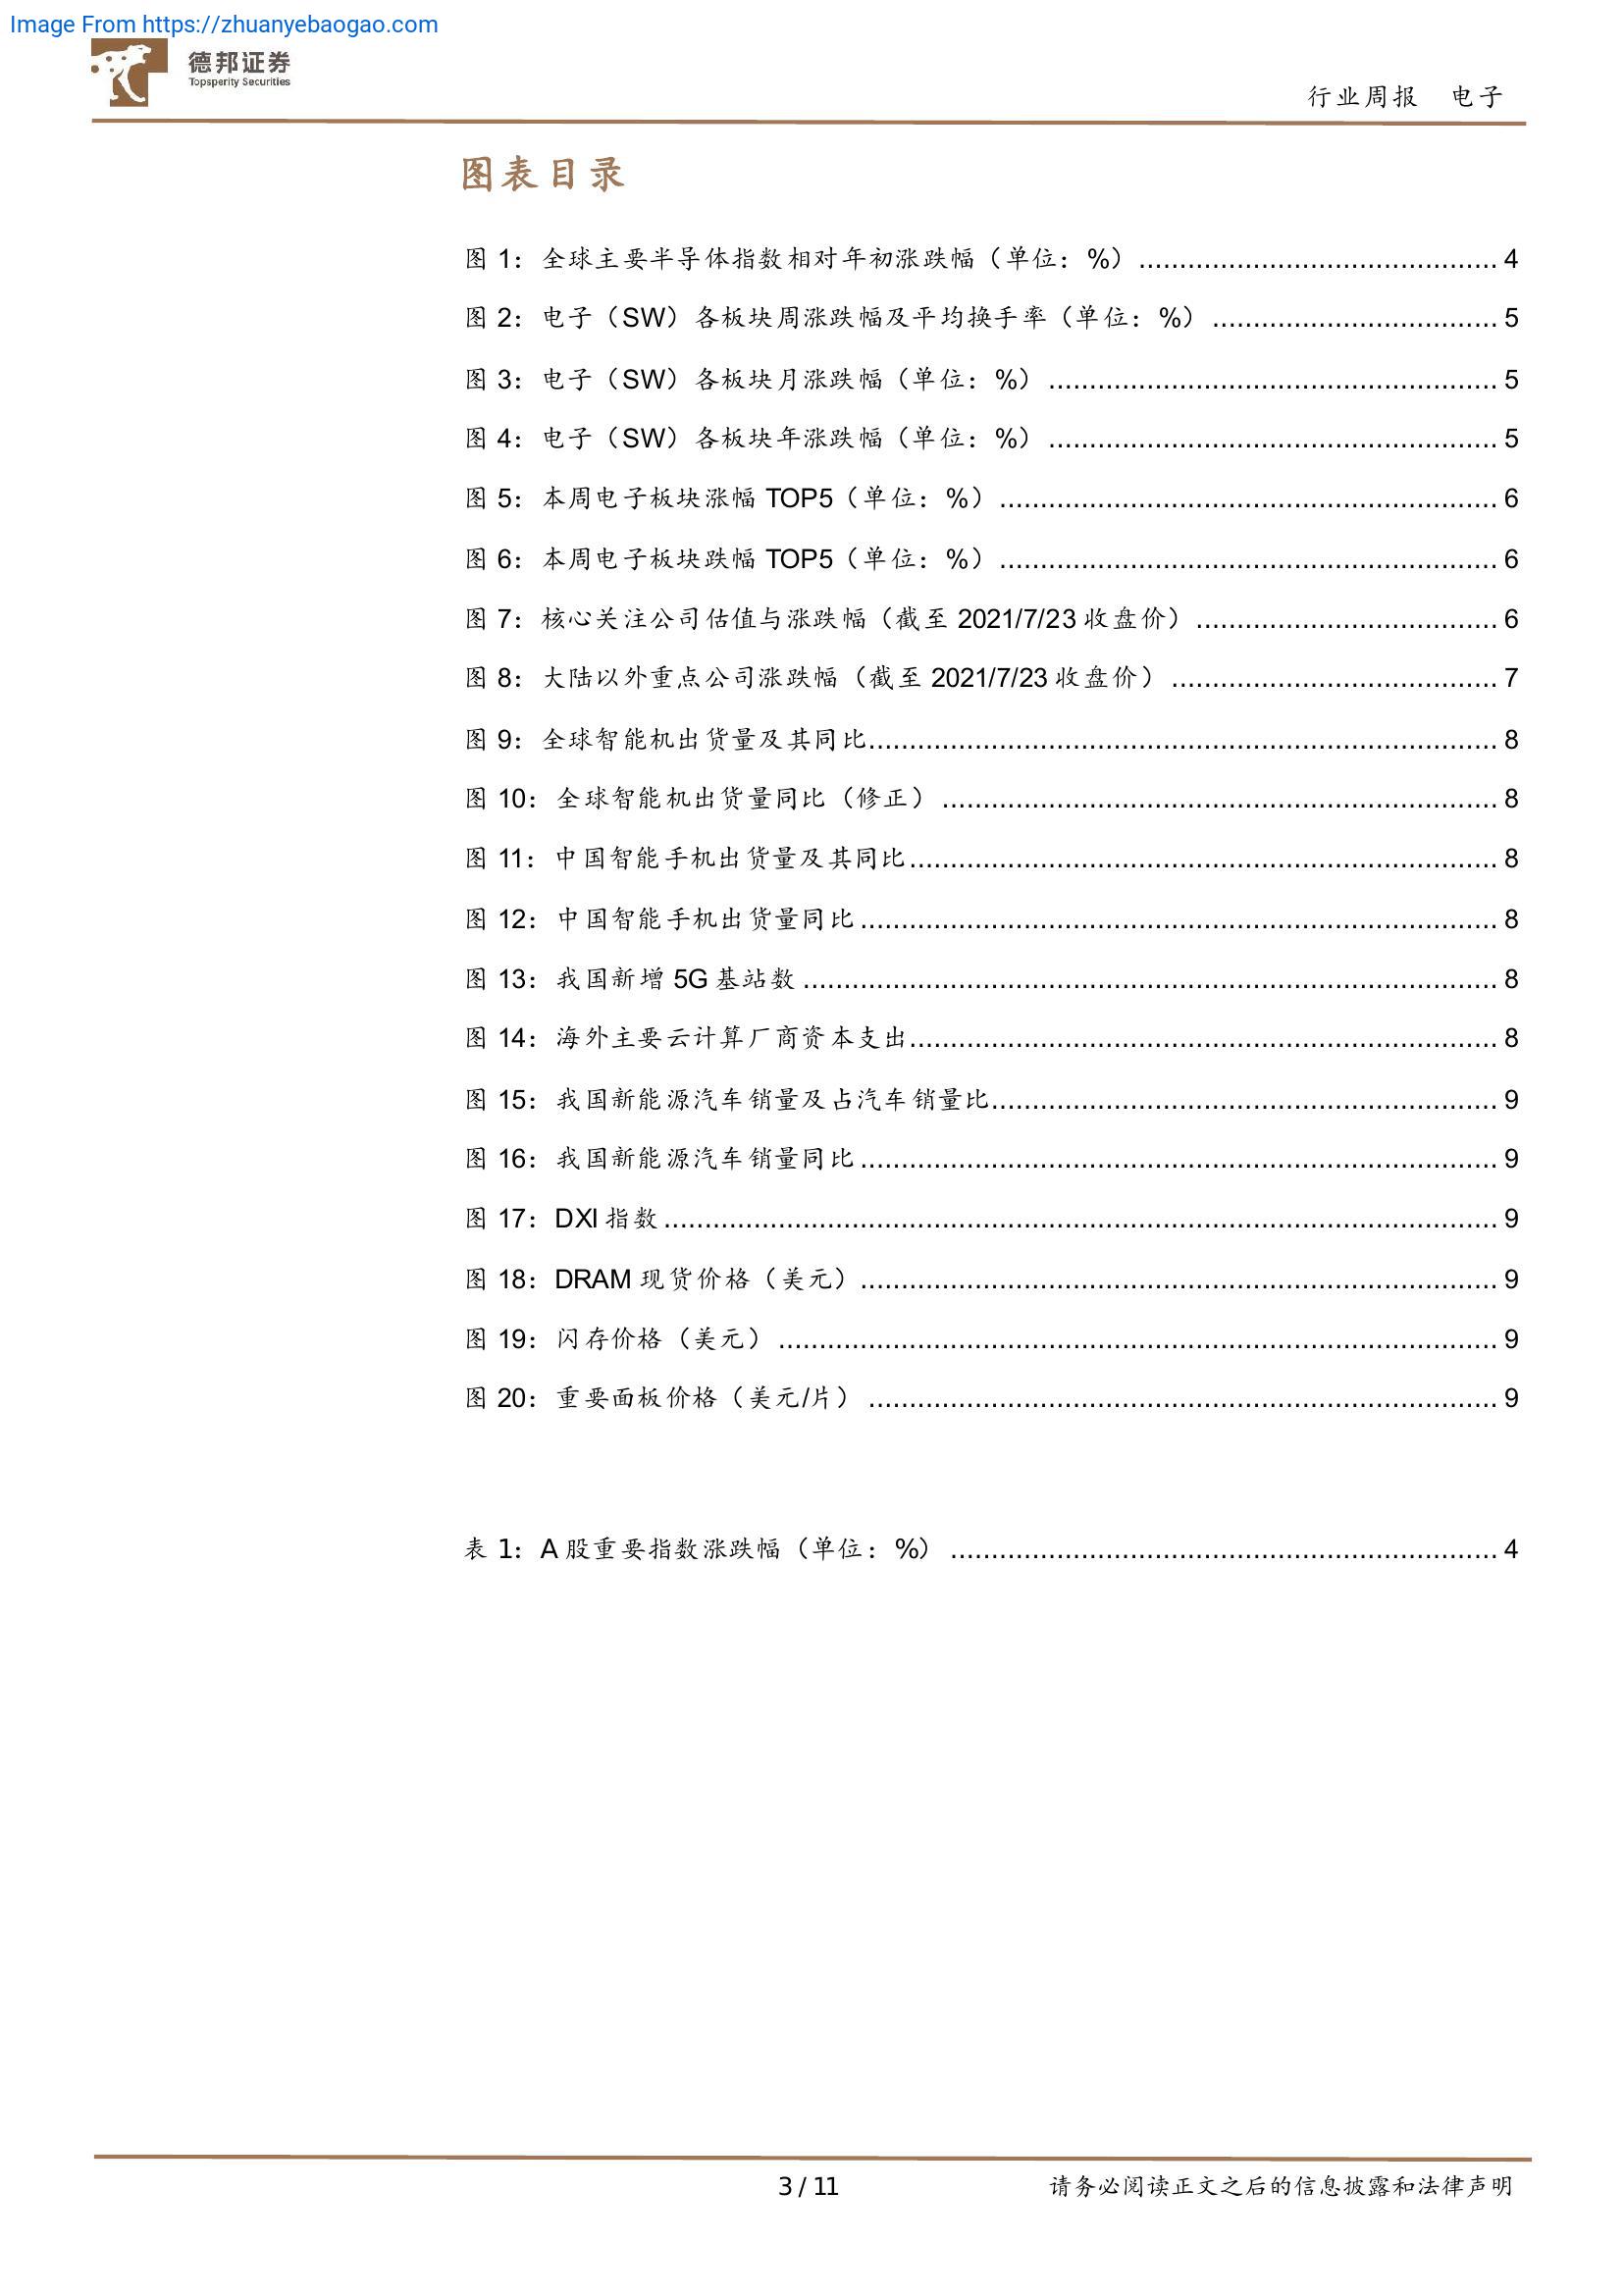 Image From https://zhuanyebaogao.com
德邦证券
Topsperity Securities
行业周报 电子
图表目录
图 1：全球主要半导体指数相对年初涨跌幅（单位：%）............................................ 4
图 2：电子（SW）各板块周涨跌幅及平均换手率（单位：%）................................... 5
图 3：电子（SW）各板块月涨跌幅（单位：%）....................................................... 5
图 4：电子（SW）各板块年涨跌幅（单位：%）....................................................... 5
图 5：本周电子板块涨幅 TOP5（单位：%）............................................................. 6
图 6：本周电子板块跌幅 TOP5（单位：%）............................................................. 6
图 7：核心关注公司估值与涨跌幅（截至 2021/7/23 收盘价）..................................... 6
图 8：大陆以外重点公司涨跌幅（截至 2021/7/23 收盘价）........................................ 7
图 9：全球智能机出货量及其同比............................................................................. 8
图 10：全球智能机出货量同比（修正）.................................................................... 8
图 11：中国智能手机出货量及其同比........................................................................ 8
图 12：中国智能手机出货量同比.............................................................................. 8
图 13：我国新增 5G 基站数..................................................................................... 8
图 14：海外主要云计算厂商资本支出........................................................................ 8
图 15：我国新能源汽车销量及占汽车销量比.............................................................. 9
图 16：我国新能源汽车销量同比.............................................................................. 9
图 17：DXI 指数...................................................................................................... 9
图 18：DRAM 现货价格（美元）.............................................................................. 9
图 19：闪存价格（美元）........................................................................................ 9
图 20：重要面板价格（美元/片）............................................................................. 9
表 1：A 股重要指数涨跌幅（单位：%）................................................................... 4
3 / 11
请务必阅读正文之后的信息披露和法律声明